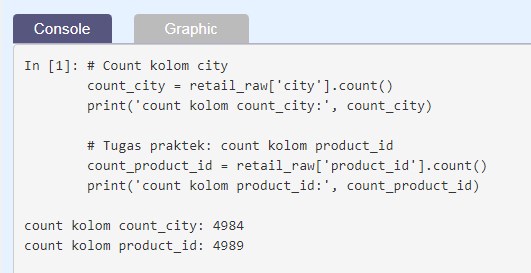 Console Graphic
In [1]: # Count kolom city
count_city = retail_raw['city'].count()
print('count kolom count_city:', count_city)
# Tugas praktek: count kolom product_id
count_product_id = retail_raw['product_id'].count()
print('count kolom product_id:', count_product_id)
count kolom count_city: 4984
count kolom product_id: 4989